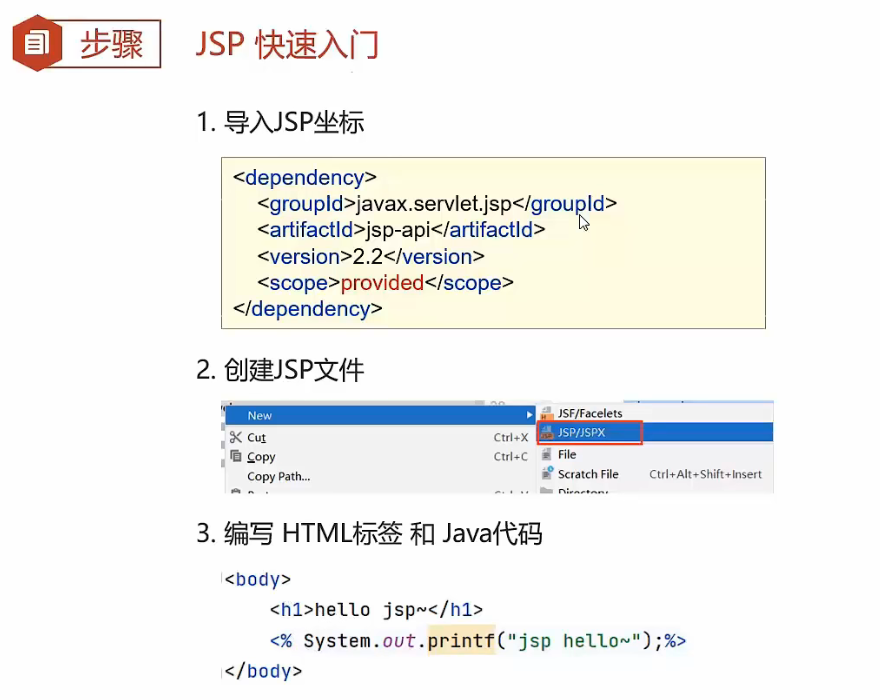 步骤
JSP 快速入门
1. 导入JSP坐标
<dependency>
<groupId>javax.servlet.jsp</groupId>
<artifactId>jsp-api</artifactId>
<version>2.2</version>
<scope>provided</scope>
</dependency>
2. 创建JSP文件
New
JSF/Facelets
JSP/JSPX
Cut Ctrl+X
File
Copy Ctrl+C
Scratch File Ctrl+Alt+Shift+Insert
Copy Path...
Directory
3. 编写 HTML标签 和 Java代码
<body>
<h1>hello jsp~</h1>
<% System.out.printf("jsp hello~");%>
</body>